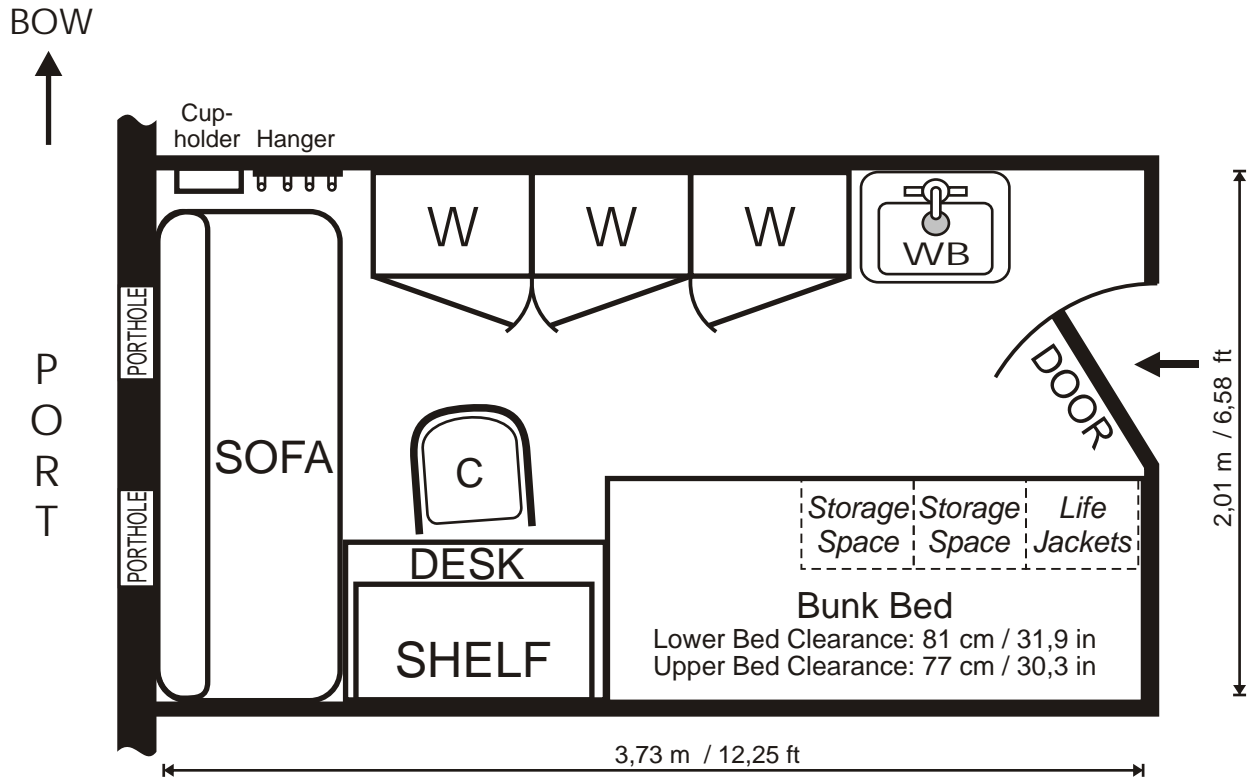 BOW
Cup-
holder
Hanger
W
W
W
WB
PORTHOLE
DOOR
PORT
2,01 m / 6,58 ft
SOFA
C
PORTHOLE
Storage
Space
Storage
Space
Life
Jackets
DESK
SHELF
Bunk Bed
Lower Bed Clearance: 81 cm / 31,9 in
Upper Bed Clearance: 77 cm / 30,3 in
3,73 m / 12,25 ft